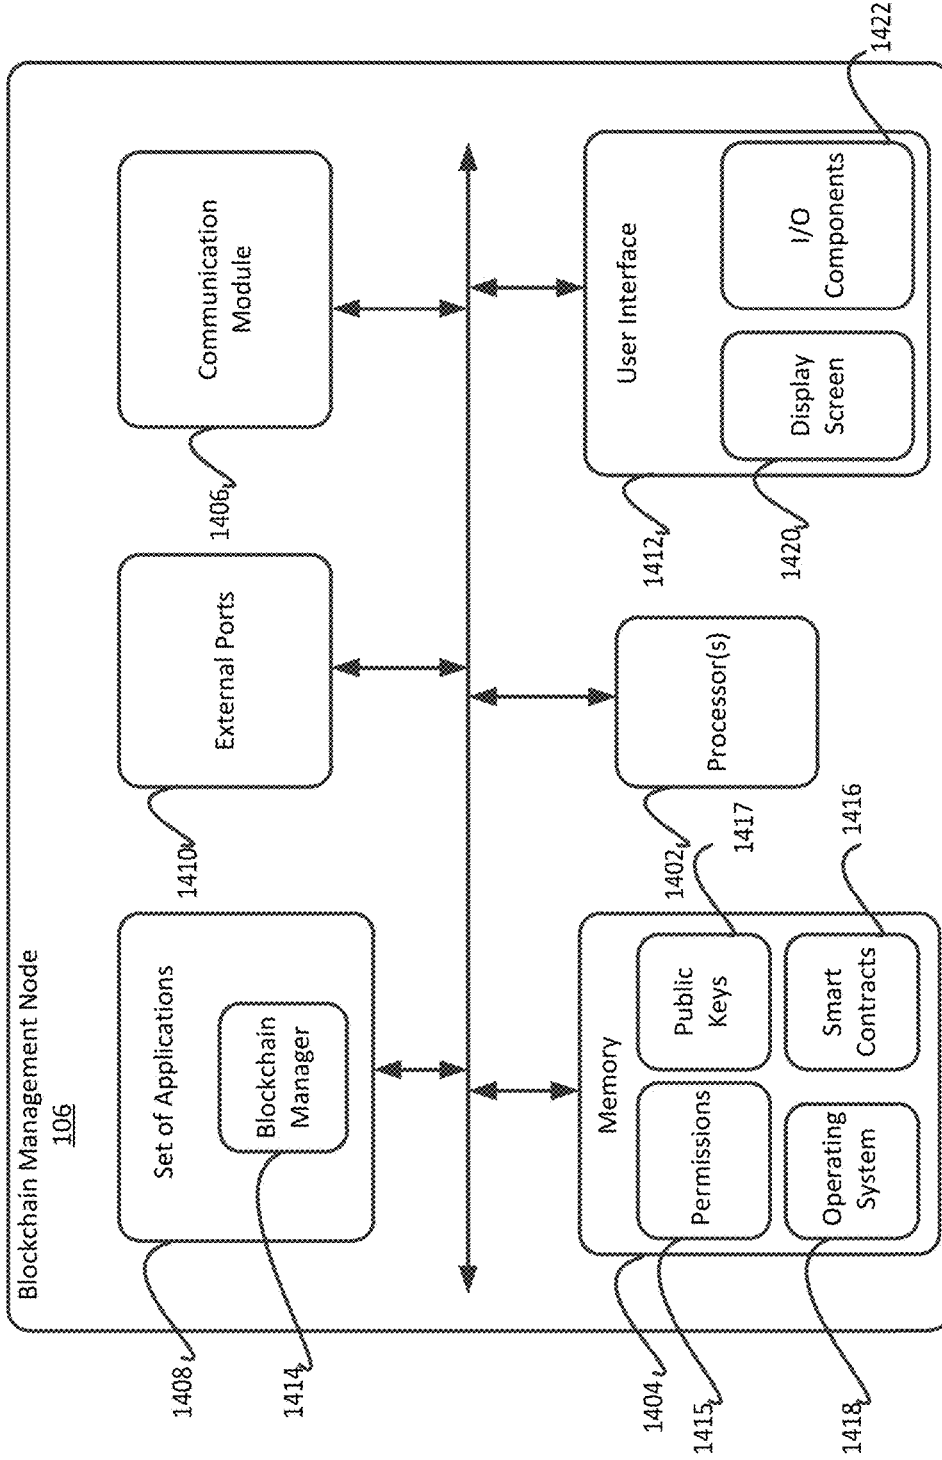 Blockchain Management Node
106
Set of Applications
Blockchain
Manager
External Ports
Communication
Module
1408
1414
1410
1406
Memory
Permissions
Public
Keys
Operating
System
Smart
Contracts
Processor(s)
User Interface
Display
Screen
I/O
Components
1404
1415
1418
1402
1417
1416
1412
1420
1422